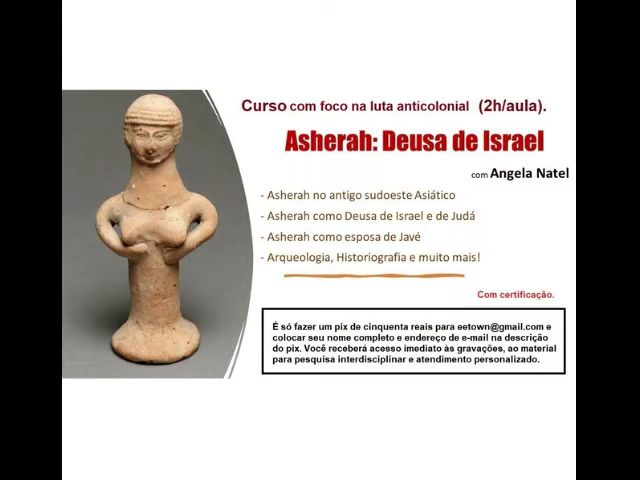 Curso com foco na luta anticolonial (2h/aula).
Asherah: Deusa de Israel
com Angela Natel
- Asherah no antigo sudoeste Asiático
- Asherah como Deusa de Israel e de Judá
- Asherah como esposa de Javé
- Arqueologia, Historiografia e muito mais!
Com certificação.
É só fazer um pix de cinquenta reais para eetown@gmail.com e
colocar seu nome completo e endereço de e-mail na descrição
do pix. Você receberá acesso imediato às gravações, ao material
para pesquisa interdisciplinar e atendimento personalizado.